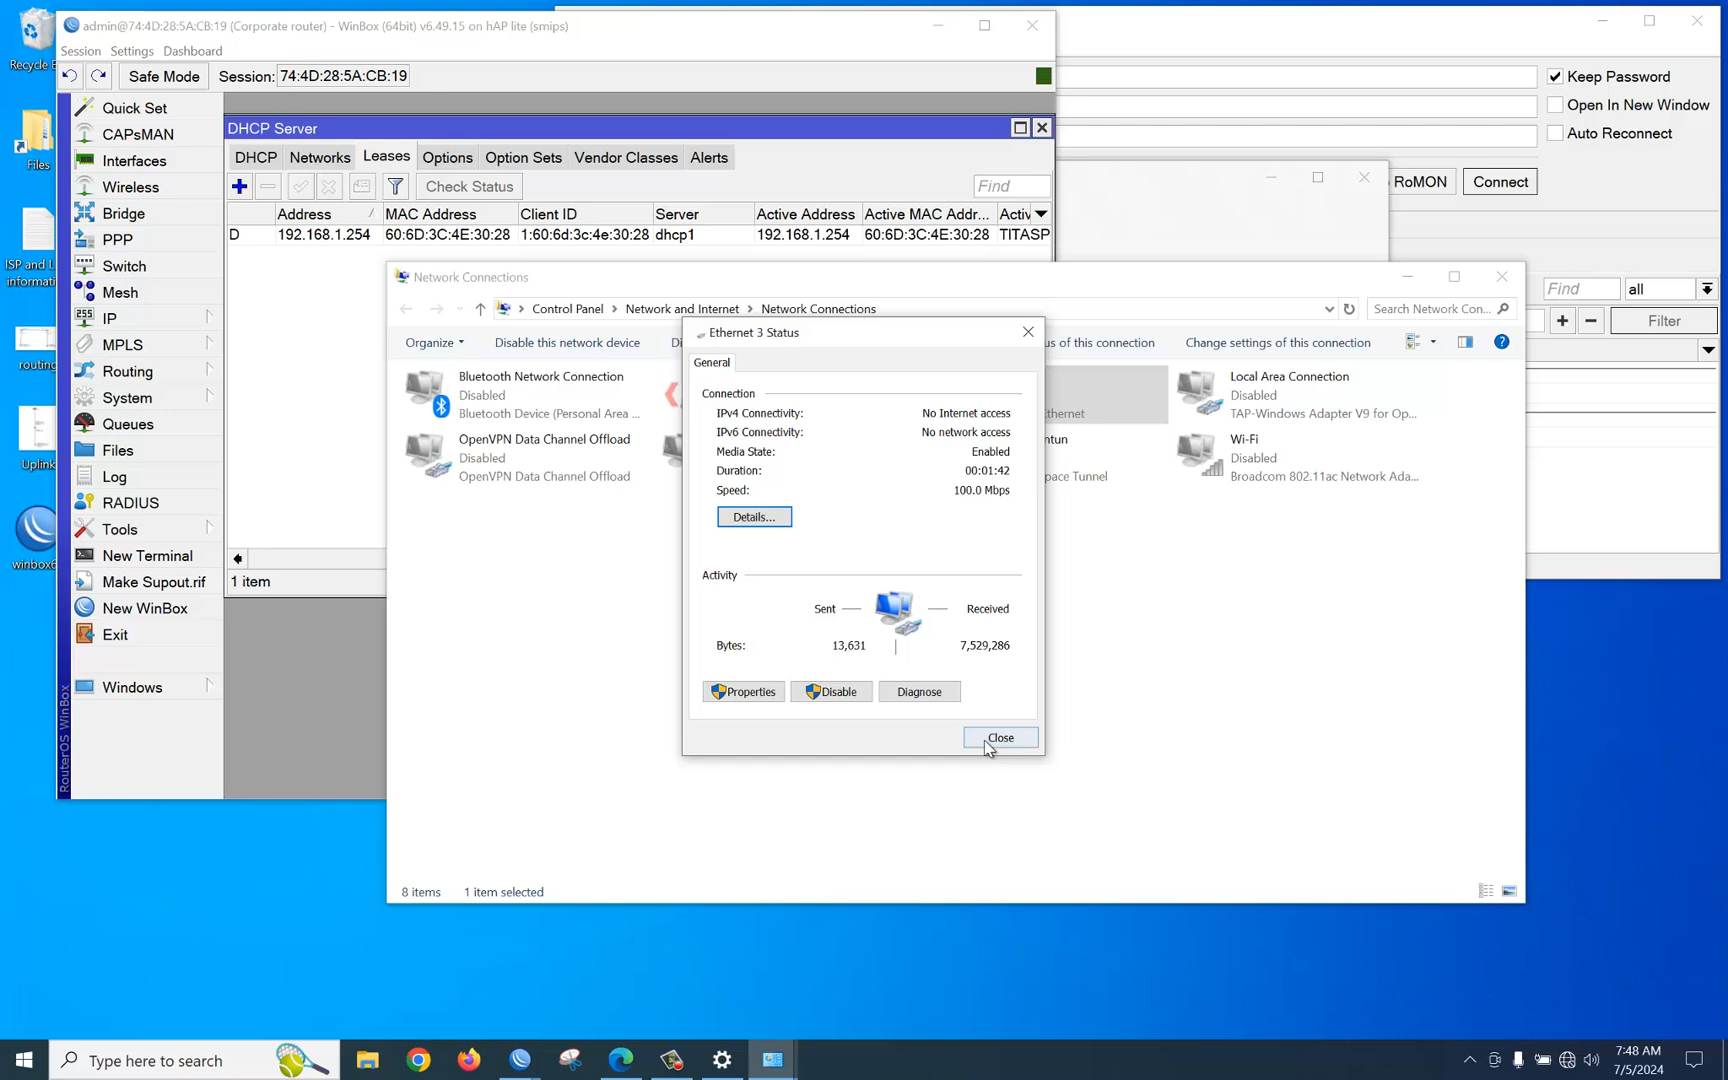 Recycle B
Files
ISP and L
informati
routing
Uplink
winbox6
admin@74:4D:28:5A:CB:19 (Corporate router) - WinBox (64bit) v6.49.15 on hAP lite (smips)
Session Settings Dashboard
Safe Mode Session: 74:4D:28:5A:CB:19
Quick Set
CAPsMAN
Interfaces
Wireless
Bridge
PPP
Switch
Mesh
IP
MPLS
Routing
System
Queues
Files
Log
RADIUS
Tools
New Terminal
Make Supout.rif
New WinBox
Exit
Windows
RouterOS WinBox
DHCP Server
DHCP Networks Leases Options Option Sets Vendor Classes Alerts
Check Status Find
Address MAC Address Client ID Server Active Address Active MAC Addr... Activ
D 192.168.1.254 60:6D:3C:4E:30:28 1:60:6d:3c:4e:30:28 dhcp1 192.168.1.254 60:6D:3C:4E:30:28 TITASP
1 item
Keep Password
Open In New Window
Auto Reconnect
RoMON Connect
Find all
Filter
Network Connections
Control Panel Network and Internet Network Connections
Search Network Con...
Organize Disable this network device Di us of this connection Change settings of this connection
Bluetooth Network Connection
Disabled
Bluetooth Device (Personal Area ...
OpenVPN Data Channel Offload
Disabled
OpenVPN Data Channel Offload
Ethernet
ntun
pace Tunnel
Local Area Connection
Disabled
TAP-Windows Adapter V9 for Op...
Wi-Fi
Disabled
Broadcom 802.11ac Network Ada...
Ethernet 3 Status
General
Connection
IPv4 Connectivity: No Internet access
IPv6 Connectivity: No network access
Media State: Enabled
Duration: 00:01:42
Speed: 100.0 Mbps
Details...
Activity
Sent Received
Bytes: 13,631 7,529,286
Properties Disable Diagnose
Close
8 items 1 item selected
Type here to search
7:48 AM
7/5/2024